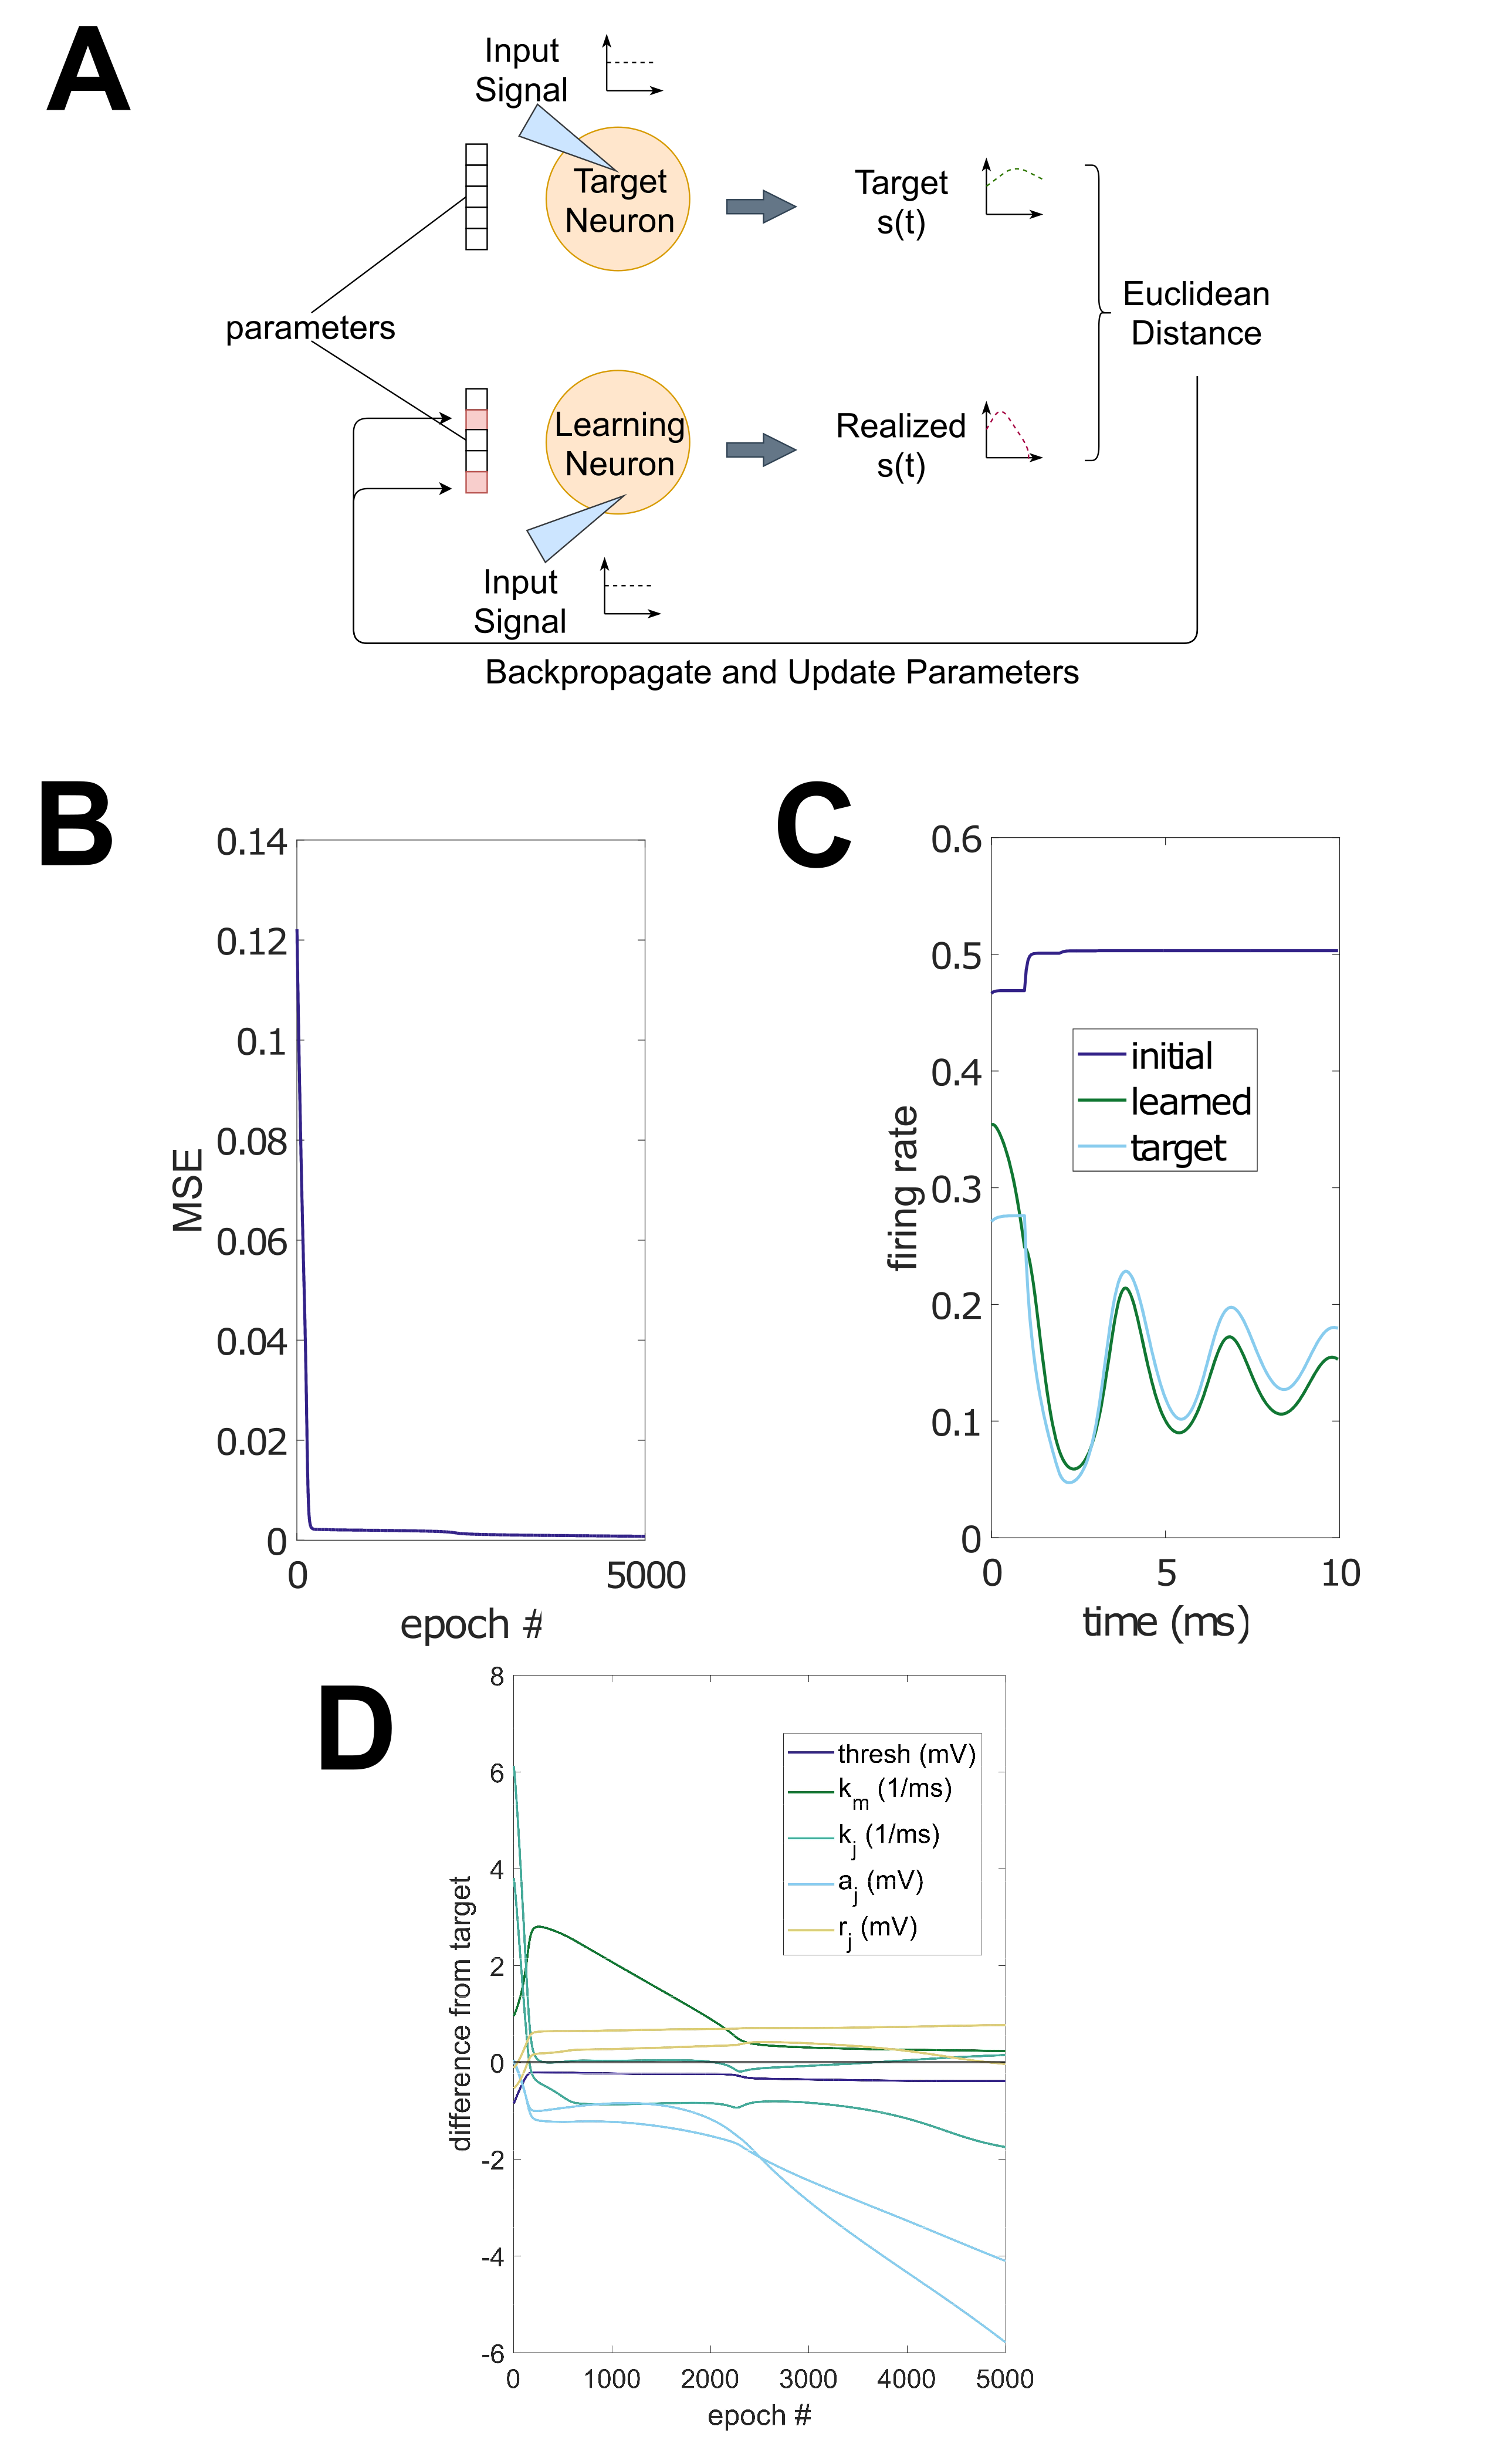 A
Input
Signal
Target
Neuron
Target
s(t)
Euclidean
Distance
parameters
Learning
Neuron
Realized
s(t)
Input
Signal
Backpropagate and Update Parameters
B
0.14
0.12
0.1
0.08
0.06
0.04
0.02
0
MSE
0
5000
epoch #
C
0.6
0.5
0.4
0.3
0.2
0.1
0
firing rate
initial
learned
target
0
5
10
time (ms)
D
8
6
4
2
0
-2
-4
-6
difference from target
thresh (mV)
km (1/ms)
kj (1/ms)
aj (mV)
rj (mV)
0
1000
2000
3000
4000
5000
epoch #